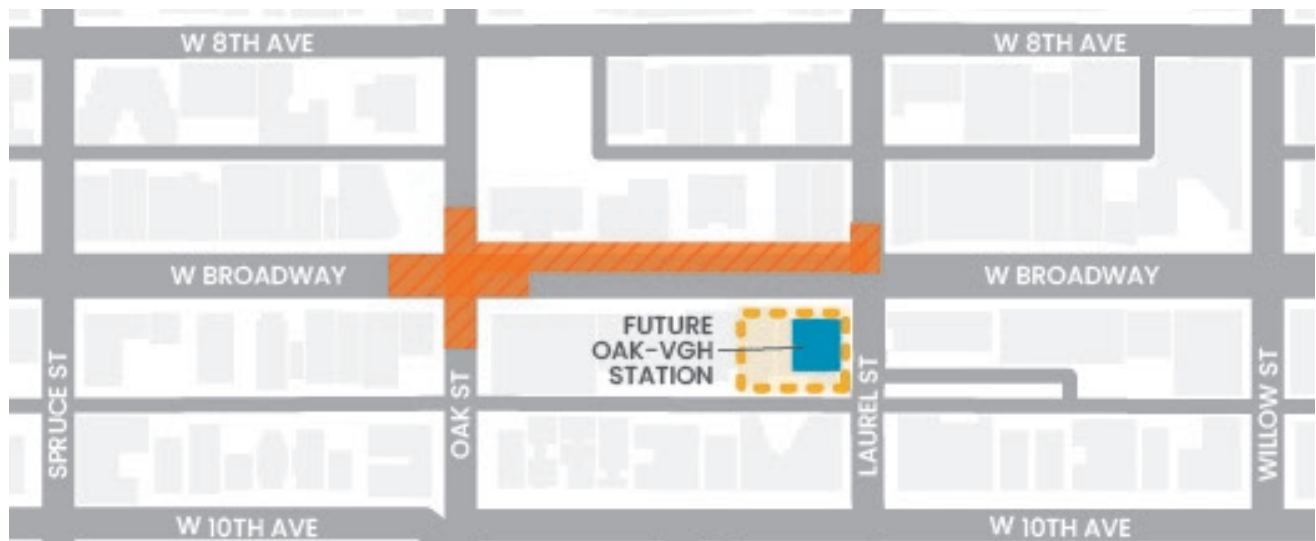 W 8TH AVE
W 8TH AVE
W BROADWAY
W BROADWAY
FUTURE
OAK-VGH
STATION
SPRUCE ST
OAK ST
LAUREL ST
WILLOW ST
W 10TH AVE
W 10TH AVE